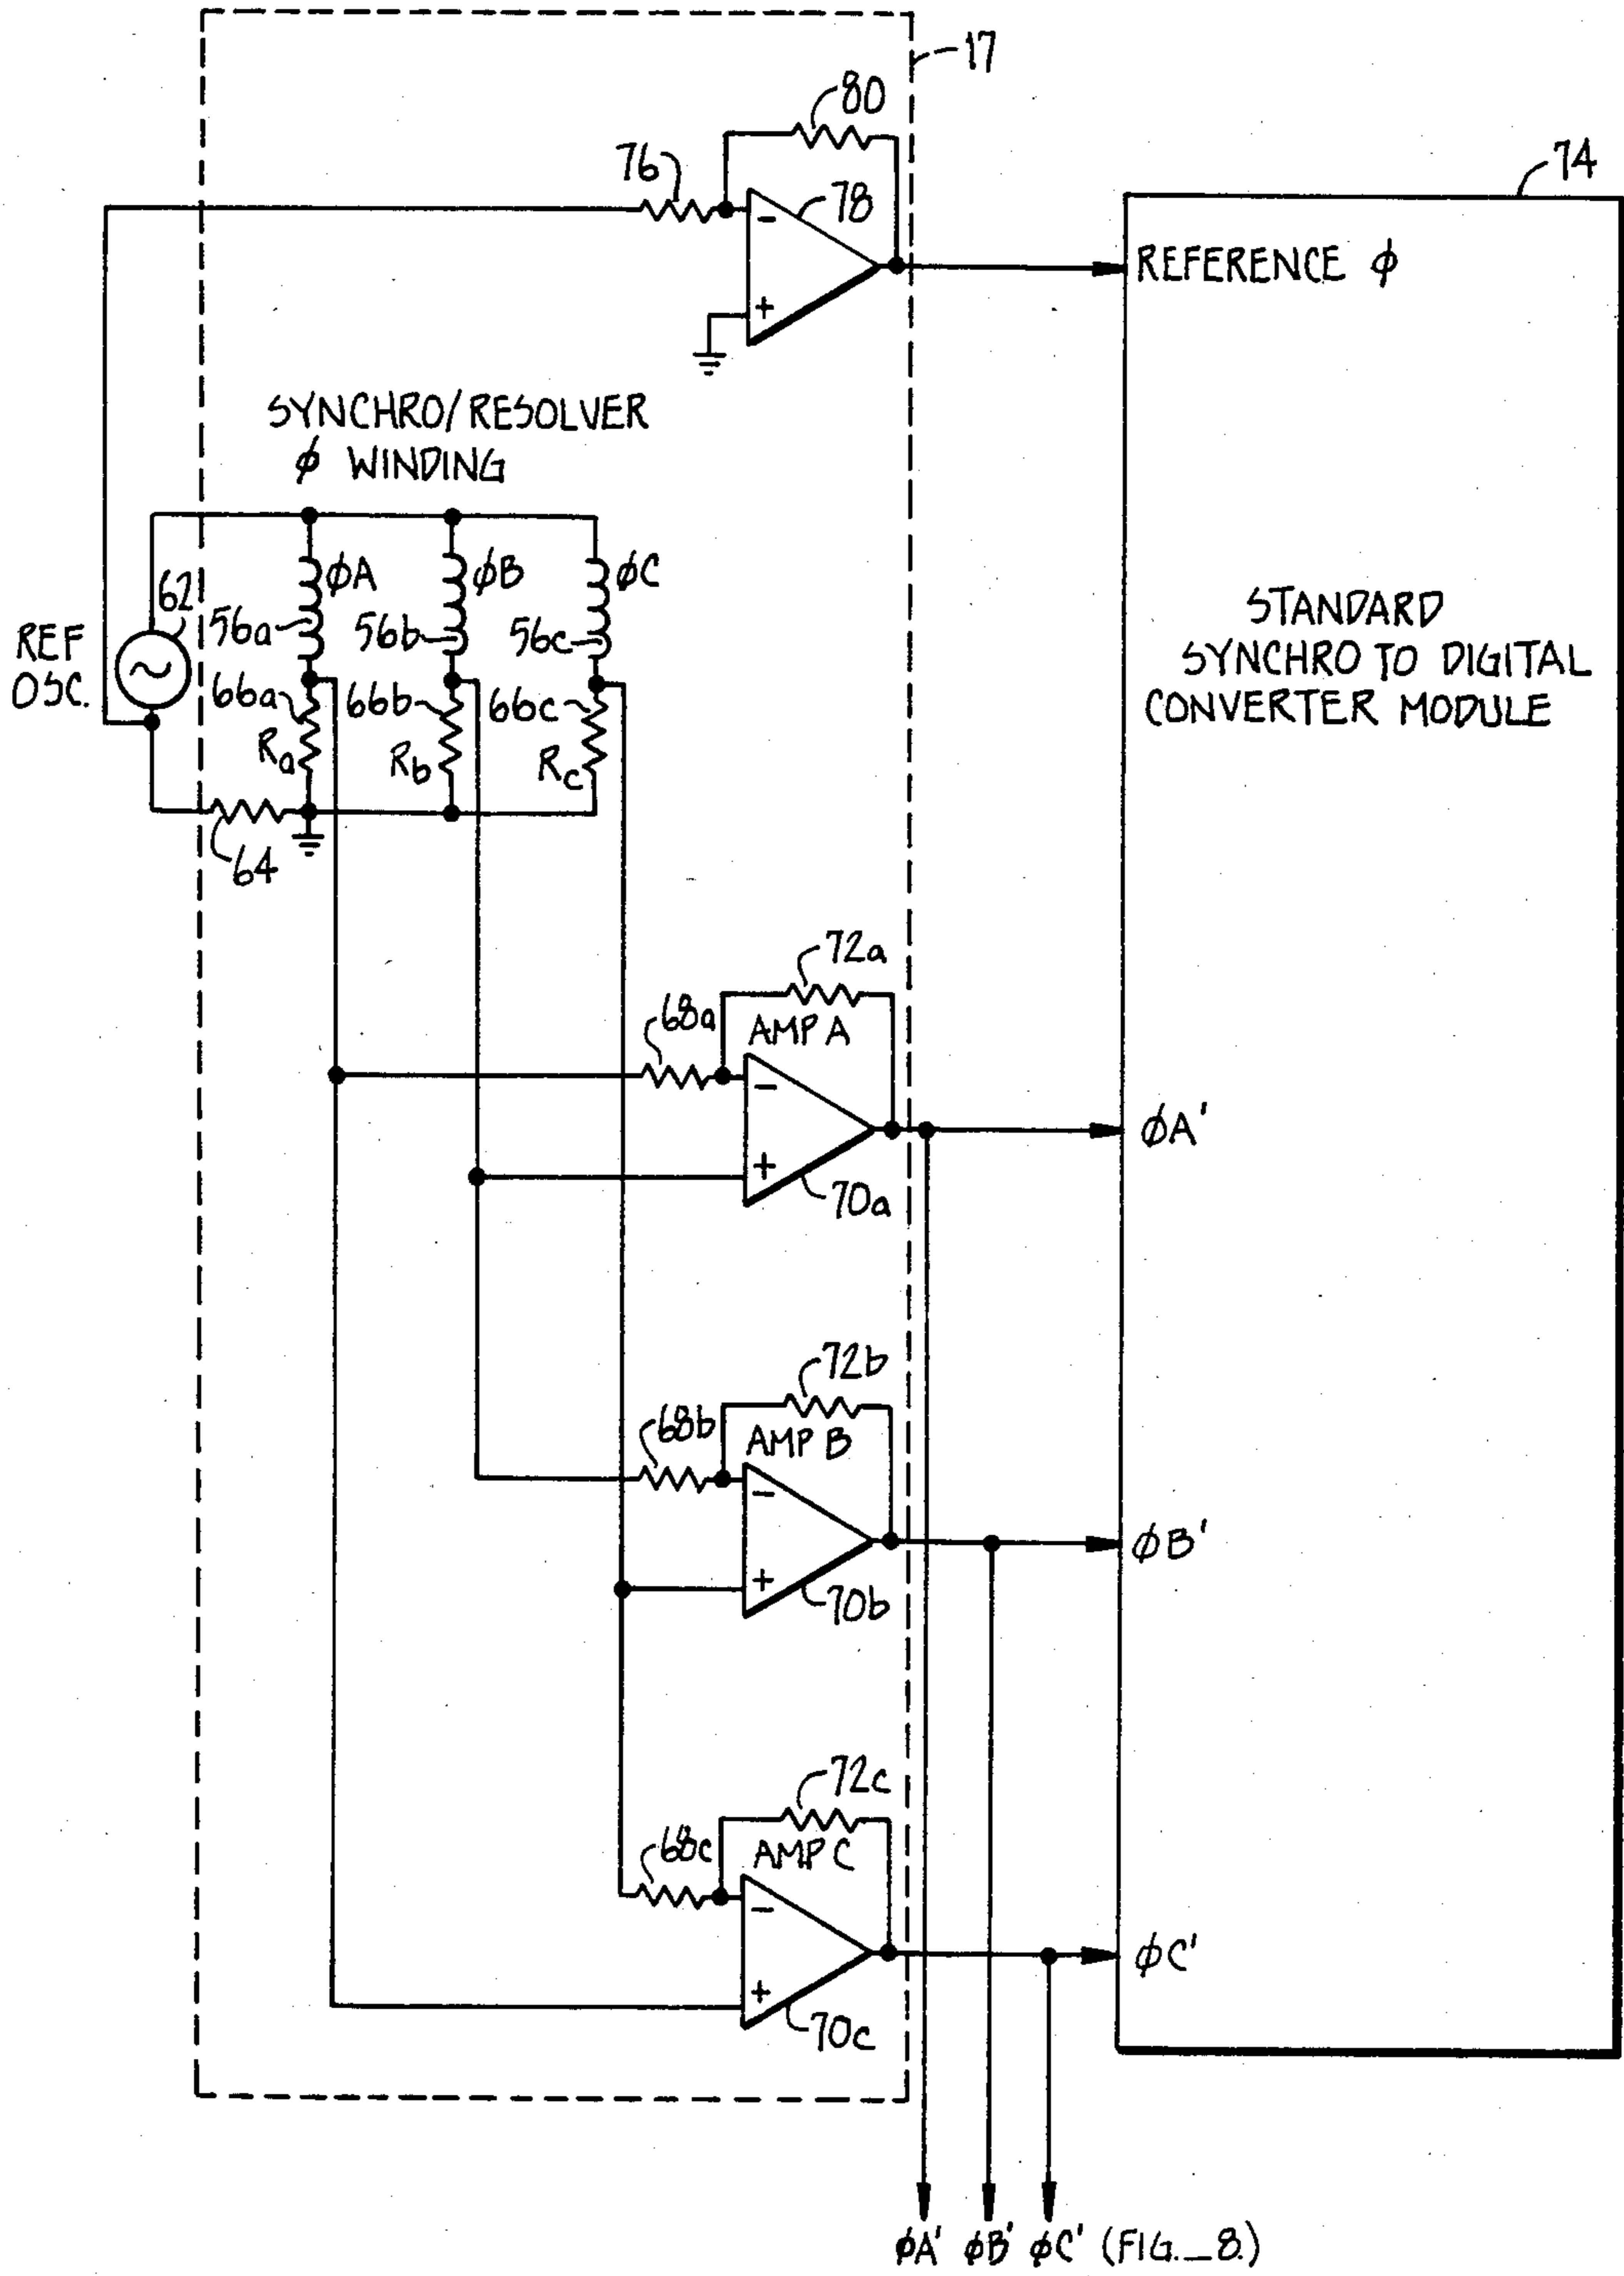 17
80
74
76
78
−
+
REFERENCE ϕ
SYNCHRO/RESOLVER
ϕ WINDING
ϕA
ϕB
ϕC
62
56a
56b
56c
REF
OSC.
66a
66b
66c
Ra
Rb
Rc
64
STANDARD
SYNCHRO TO DIGITAL
CONVERTER MODULE
72a
68a
AMP A
−
+
70a
ϕA'
72b
68b
AMP B
−
+
70b
ϕB'
72c
68c
AMP C
−
+
70c
ϕC'
ϕA' ϕB' ϕC' (FIG._8.)